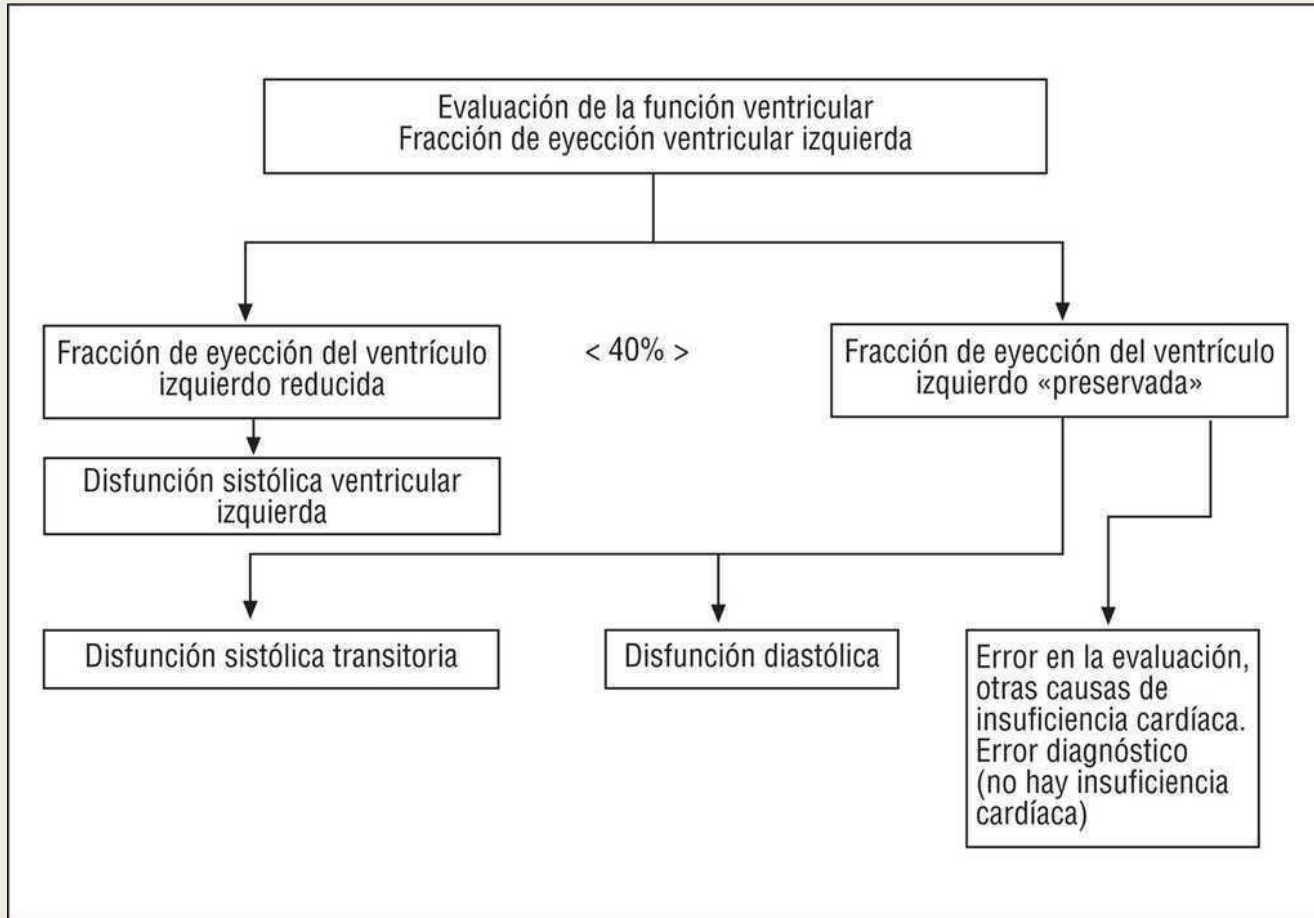 Evaluación de la función ventricular
Fracción de eyección ventricular izquierda
Fracción de eyección del ventrículo
izquierdo reducida
< 40% >
Fracción de eyección del ventrículo
izquierdo «preservada»
Disfunción sistólica ventricular
izquierda
Disfunción sistólica transitoria
Disfunción diastólica
Error en la evaluación,
otras causas de
insuficiencia cardíaca.
Error diagnóstico
(no hay insuficiencia
cardíaca)